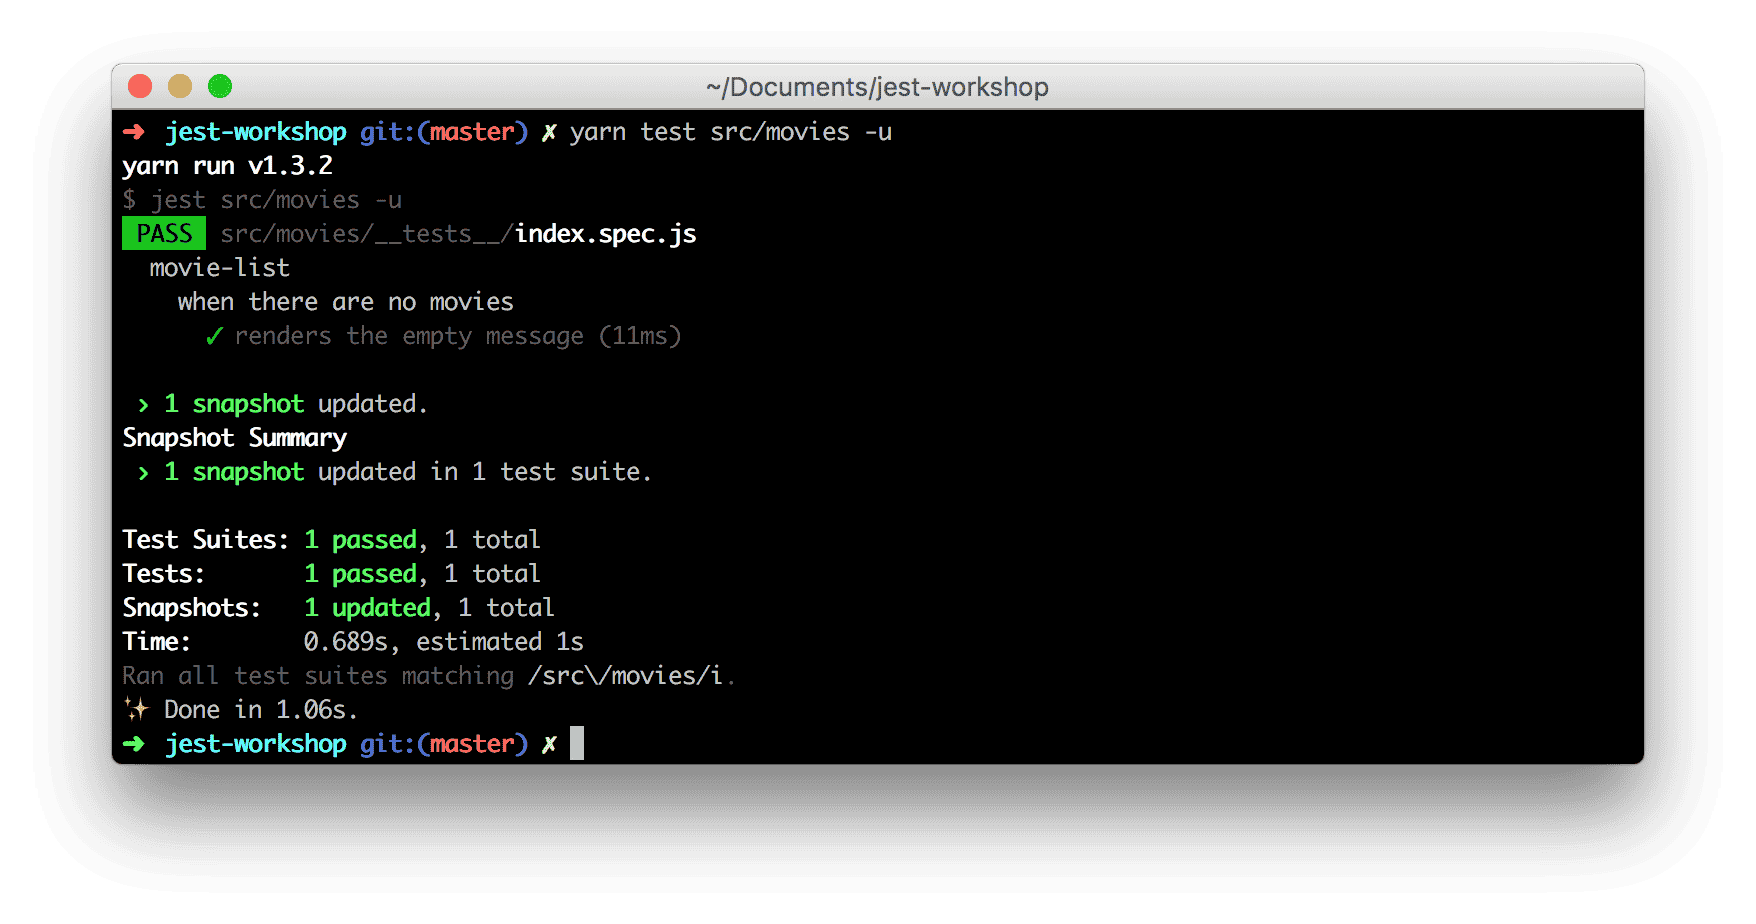 ~/Documents/jest-workshop
➜ jest-workshop git:(master) ✗ yarn test src/movies -u
yarn run v1.3.2
$ jest src/movies -u
PASS src/movies/__tests__/index.spec.js
movie-list
when there are no movies
✓ renders the empty message (11ms)
› 1 snapshot updated.
Snapshot Summary
› 1 snapshot updated in 1 test suite.
Test Suites: 1 passed, 1 total
Tests: 1 passed, 1 total
Snapshots: 1 updated, 1 total
Time: 0.689s, estimated 1s
Ran all test suites matching /src\/movies/i.
✨ Done in 1.06s.
➜ jest-workshop git:(master) ✗